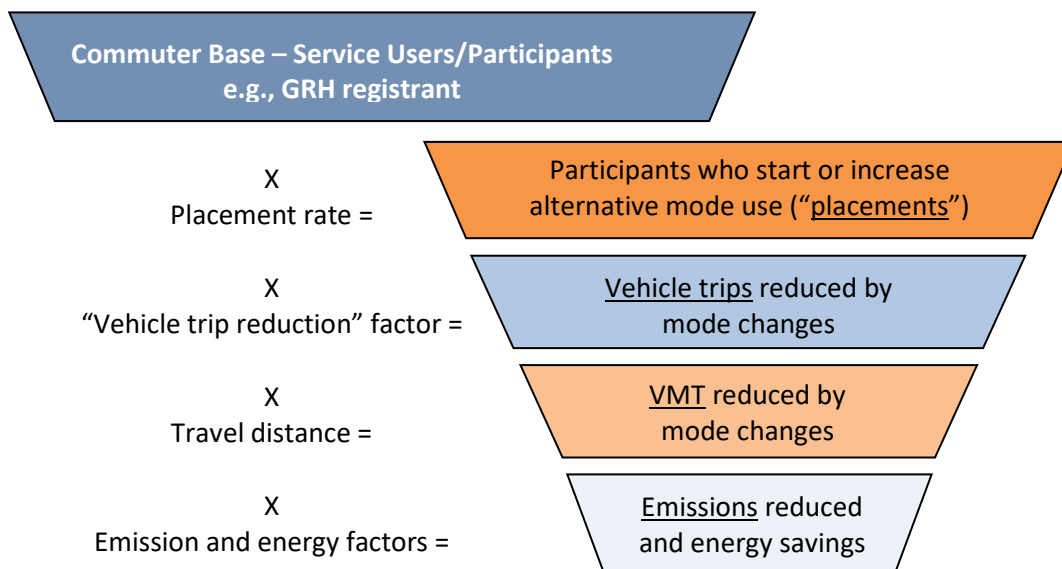 Commuter Base – Service Users/Participants
e.g., GRH registrant
X
Placement rate =
Participants who start or increase
alternative mode use (“placements”)
X
“Vehicle trip reduction” factor =
Vehicle trips reduced by
mode changes
X
Travel distance =
VMT reduced by
mode changes
X
Emission and energy factors =
Emissions reduced
and energy savings